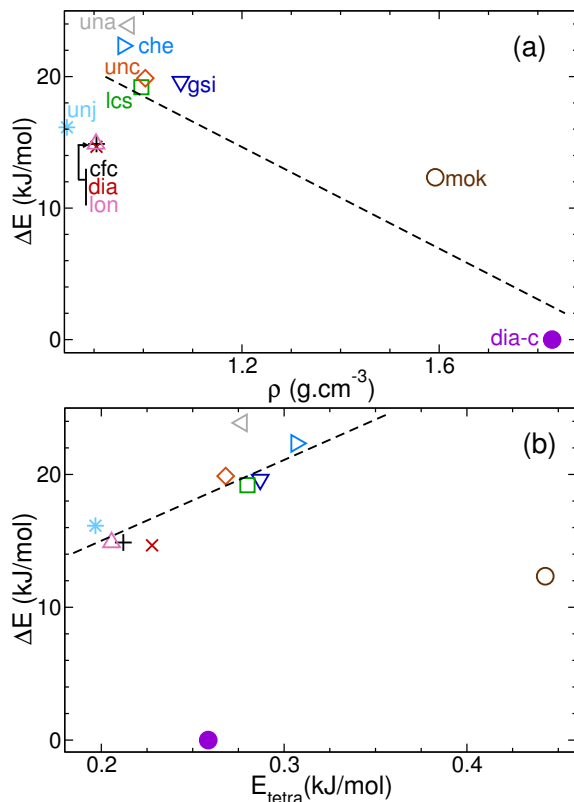 una
(a)
che
unc
gsi
lcs
unj
cfc
dia
lon
mok
dia-c
20
10
0
ΔE (kJ/mol)
1.2
1.6
ρ (g.cm⁻³)
(b)
20
10
0
ΔE (kJ/mol)
0.2
0.3
0.4
E_tetra(kJ/mol)